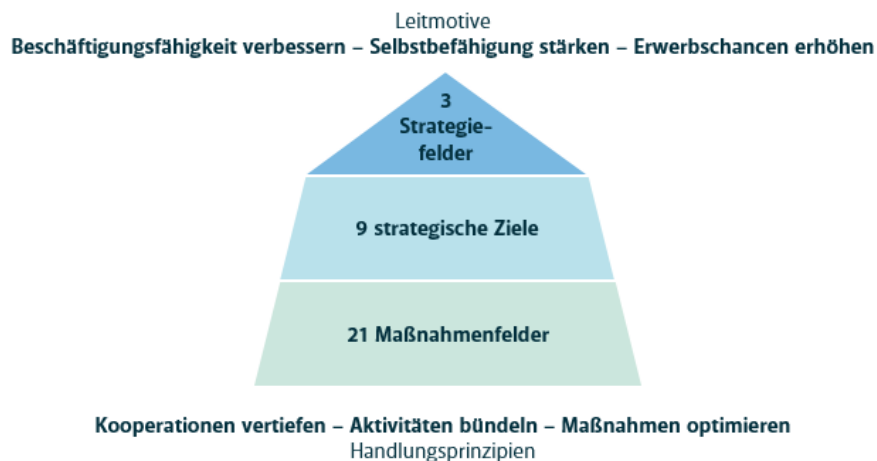 Leitmotive
Beschäftigungsfähigkeit verbessern – Selbstbefähigung stärken – Erwerbschancen erhöhen
3
Strategie-
felder
9 strategische Ziele
21 Maßnahmenfelder
Kooperationen vertiefen – Aktivitäten bündeln – Maßnahmen optimieren
Handlungsprinzipien